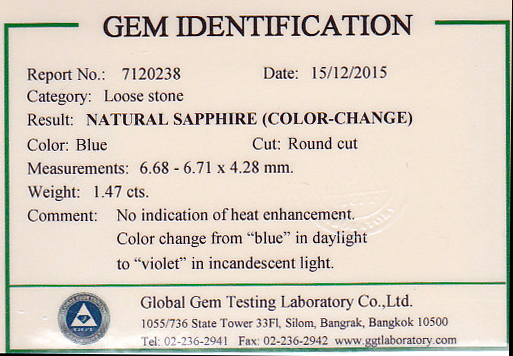 GEM IDENTIFICATION
Report No.: 7120238 Date: 15/12/2015
Category: Loose stone
Result: NATURAL SAPPHIRE (COLOR-CHANGE)
Color: Blue Cut: Round cut
Measurements: 6.68 - 6.71 x 4.28 mm.
Weight: 1.47 cts.
Comment: No indication of heat enhancement.
Color change from “blue” in daylight
to “violet” in incandescent light.
GGT
Global Gem Testing Laboratory Co.,Ltd.
1055/736 State Tower 33Fl, Silom, Bangrak, Bangkok 10500
Tel: 02-236-2941 Fax: 02-236-2942 www.ggtlaboratory.com